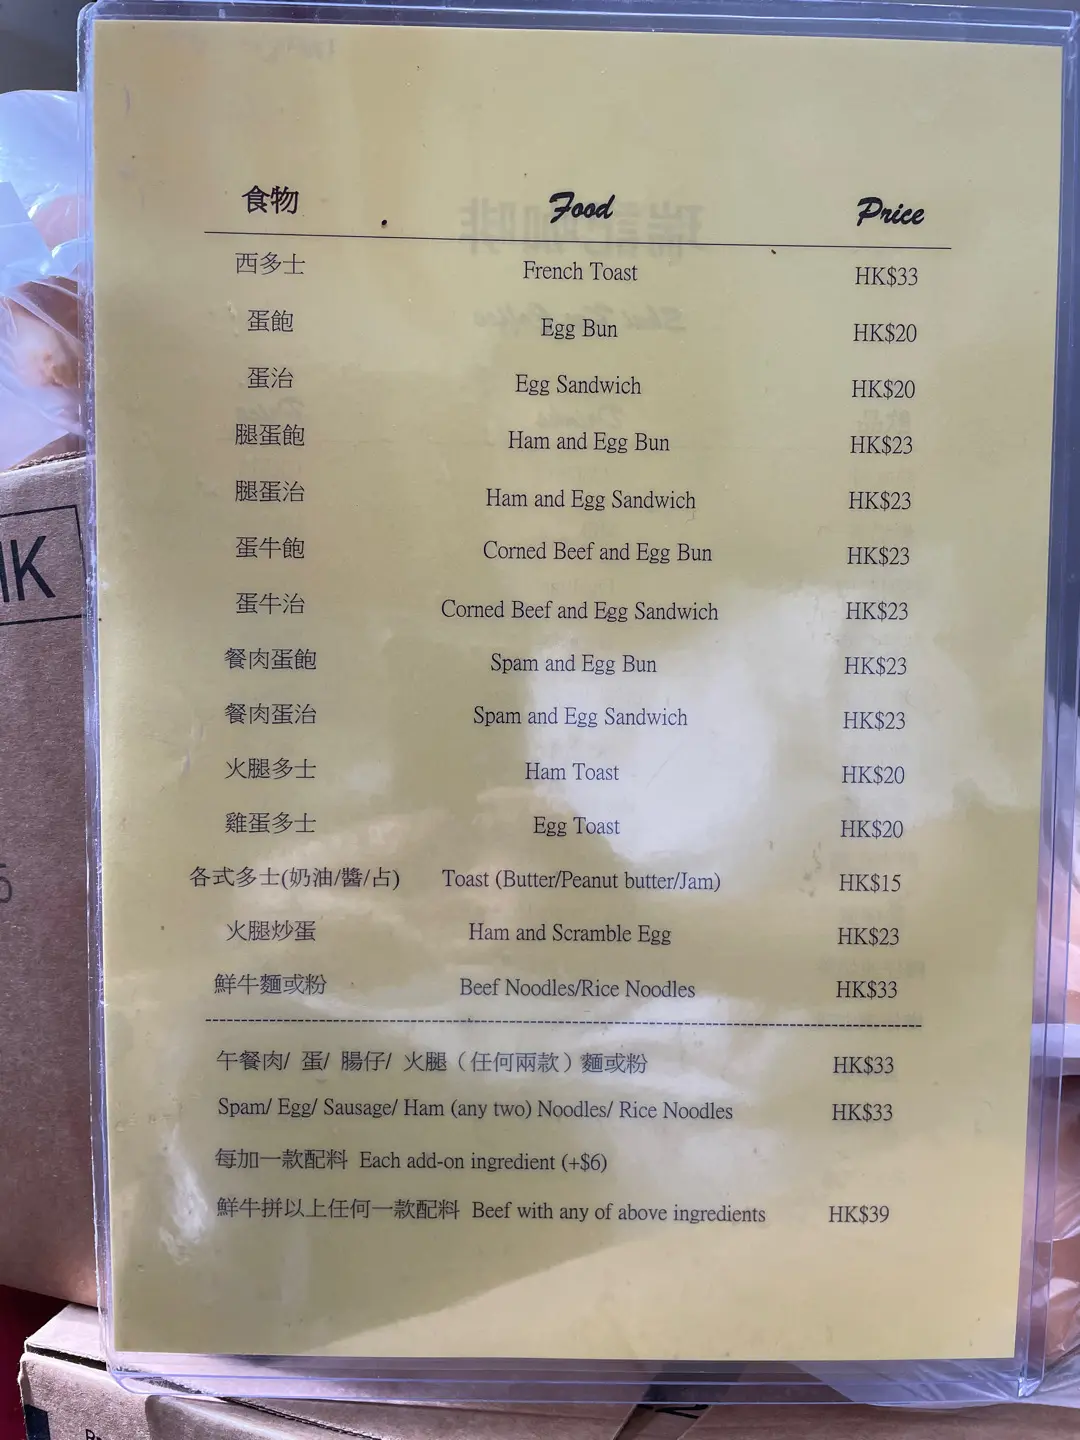 食物 Food Price
西多士 French Toast HK$33
蛋飽 Egg Bun HK$20
蛋治 Egg Sandwich HK$20
腿蛋飽 Ham and Egg Bun HK$23
腿蛋治 Ham and Egg Sandwich HK$23
蛋牛飽 Corned Beef and Egg Bun HK$23
蛋牛治 Corned Beef and Egg Sandwich HK$23
餐肉蛋飽 Spam and Egg Bun HK$23
餐肉蛋治 Spam and Egg Sandwich HK$23
火腿多士 Ham Toast HK$20
雞蛋多士 Egg Toast HK$20
各式多士(奶油/醬/占) Toast (Butter/Peanut butter/Jam) HK$15
火腿炒蛋 Ham and Scramble Egg HK$23
鮮牛麵或粉 Beef Noodles/Rice Noodles HK$33
午餐肉/ 蛋/ 腸仔/ 火腿（任何兩款）麵或粉 HK$33
Spam/ Egg/ Sausage/ Ham (any two) Noodles/ Rice Noodles HK$33
每加一款配料 Each add-on ingredient (+$6)
鮮牛拼以上任何一款配料 Beef with any of above ingredients HK$39